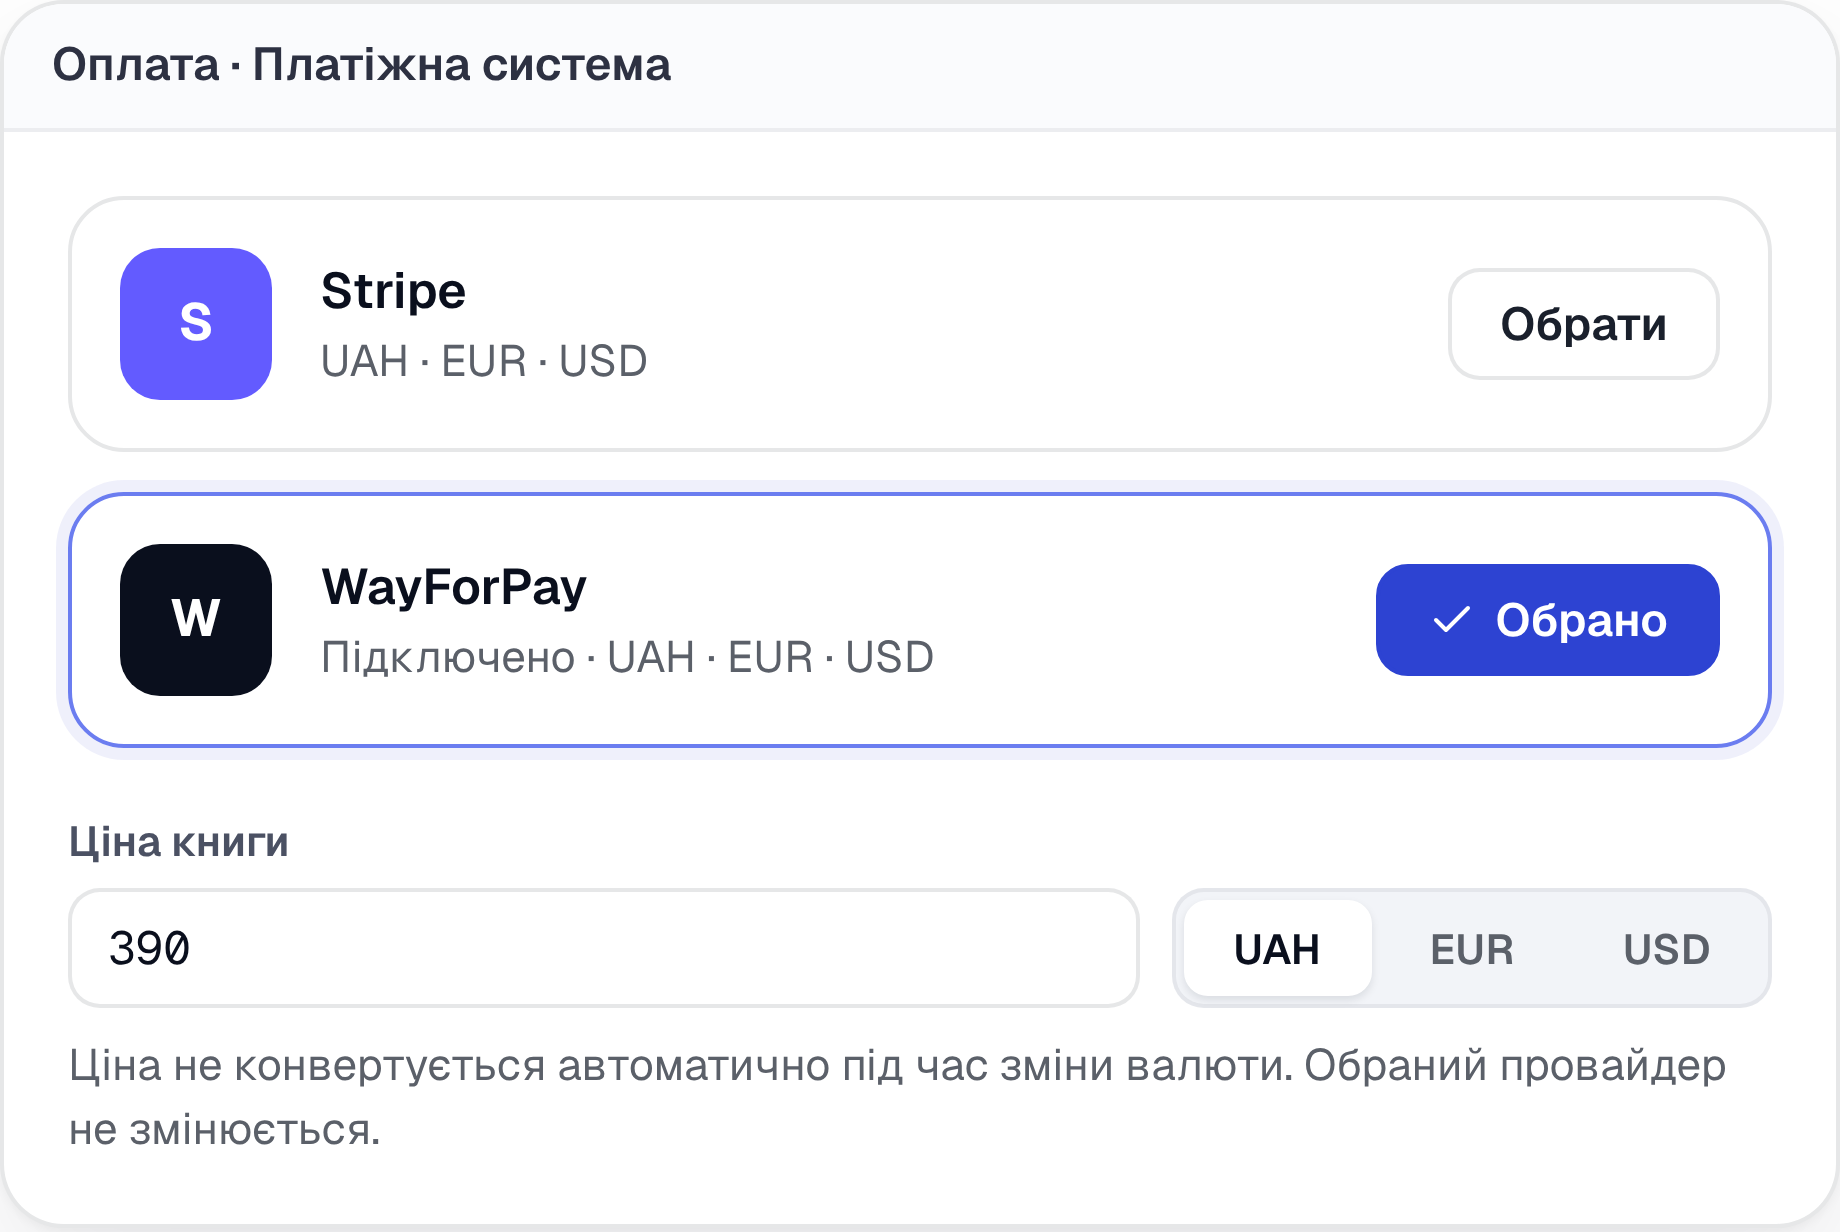 Оплата · Платіжна система
S
Stripe
UAH · EUR · USD
Обрати
W
WayForPay
Підключено · UAH · EUR · USD
Обрано
Ціна книги
390
UAH
EUR
USD
Ціна не конвертується автоматично під час зміни валюти. Обраний провайдер
не змінюється.